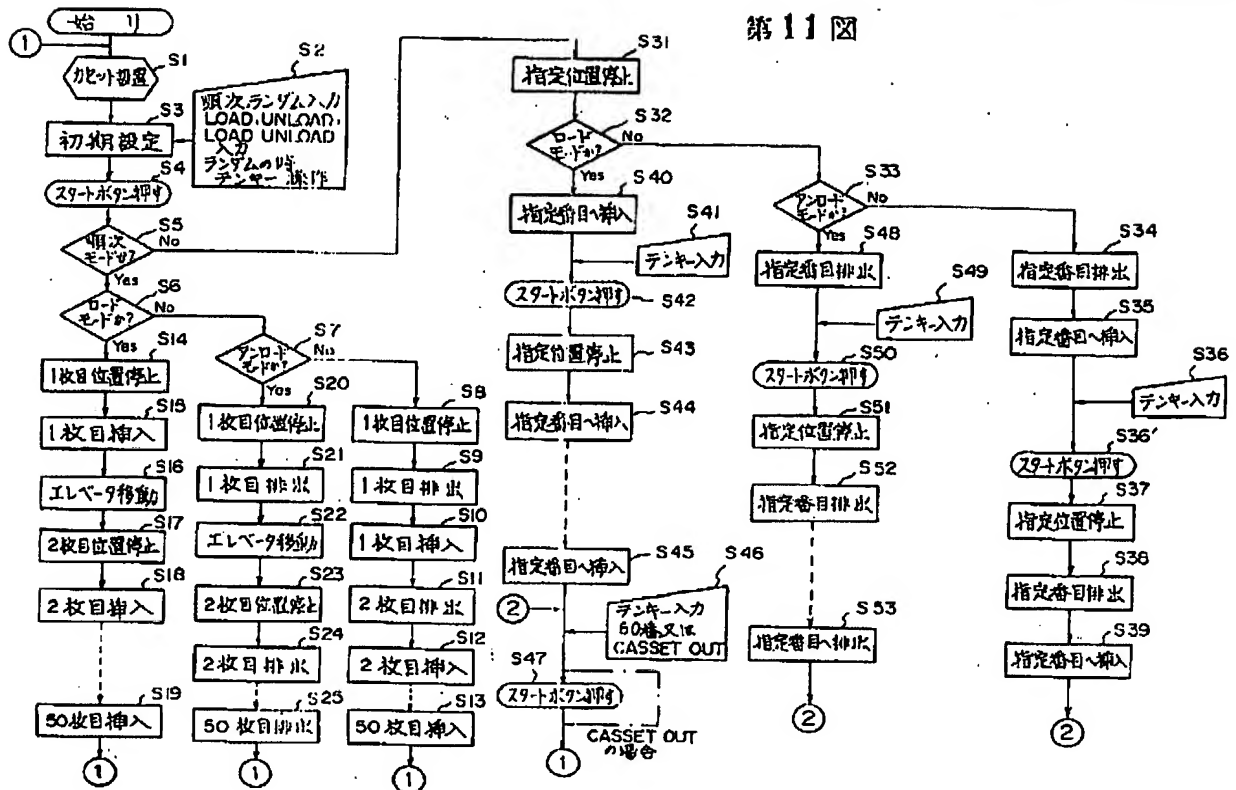 第11図
始 り
1
S1
カセット設置
S2
順次,ランダム入力
LOAD,UNLOAD,
LOAD UNLOAD
入力
ランダムの時
テンキー操作
S3
初期設定
S4
スタートボタン押す
S5
順次
モードか?
No
Yes
S6
ロード
モードか?
No
Yes
S14
1枚目位置停止
S15
1枚目挿入
S16
エレベータ移動
S17
2枚目位置停止
S18
2枚目挿入
S19
50枚目挿入
1
S7
アンロード
モードか?
No
Yes
S20
1枚目位置停止
S21
1枚目排出
S22
エレベータ移動
S23
2枚目位置停止
S24
2枚目排出
S25
50枚目排出
1
S8
1枚目位置停止
S9
1枚目排出
S10
1枚目挿入
S11
2枚目排出
S12
2枚目挿入
S13
50枚目挿入
1
S31
指定位置停止
S32
ロード
モードか?
No
Yes
S40
指定番目へ挿入
S41
テンキー入力
スタートボタン押す
S42
指定位置停止
S43
指定番目へ挿入
S44
S45
指定番目へ挿入
2
S46
テンキー入力
60番又は
CASSET OUT
S47
スタートボタン押す
CASSET OUT
の場合
1
S33
アンロード
モードか?
No
Yes
S48
指定番目排出
S49
テンキー入力
S50
スタートボタン押す
S51
指定位置停止
S52
指定番目排出
S53
指定番目へ排出
2
S34
指定番目排出
S35
指定番目へ挿入
S36
テンキー入力
S36'
スタートボタン押す
S37
指定位置停止
S38
指定番目排出
S39
指定番目へ挿入
2